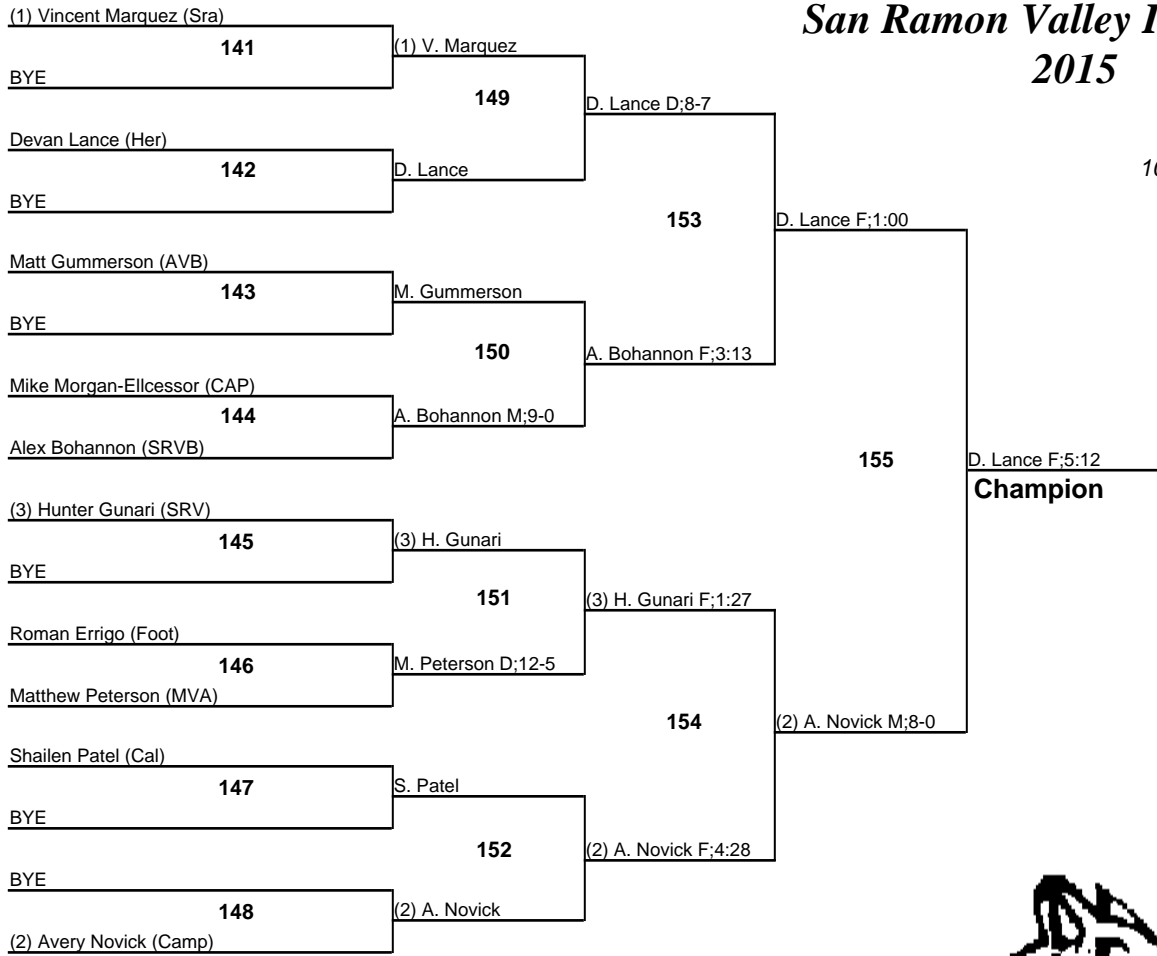 San Ramon Valley
2015
(1) Vincent Marquez (Sra)
141
BYE
Devan Lance (Her)
142
BYE
Matt Gummerson (AVB)
143
BYE
Mike Morgan-Ellcessor (CAP)
144
Alex Bohannon (SRVB)
(3) Hunter Gunari (SRV)
145
BYE
Roman Errigo (Foot)
146
Matthew Peterson (MVA)
Shailen Patel (Cal)
147
BYE
BYE
148
(2) Avery Novick (Camp)
(1) V. Marquez
149
D. Lance
M. Gummerson
150
A. Bohannon M;9-0
(3) H. Gunari
151
M. Peterson D;12-5
S. Patel
152
(2) A. Novick
D. Lance D;8-7
153
A. Bohannon F;3:13
(3) H. Gunari F;1:27
154
(2) A. Novick F;4:28
D. Lance F;1:00
155
(2) A. Novick M;8-0
D. Lance F;5:12
Champion